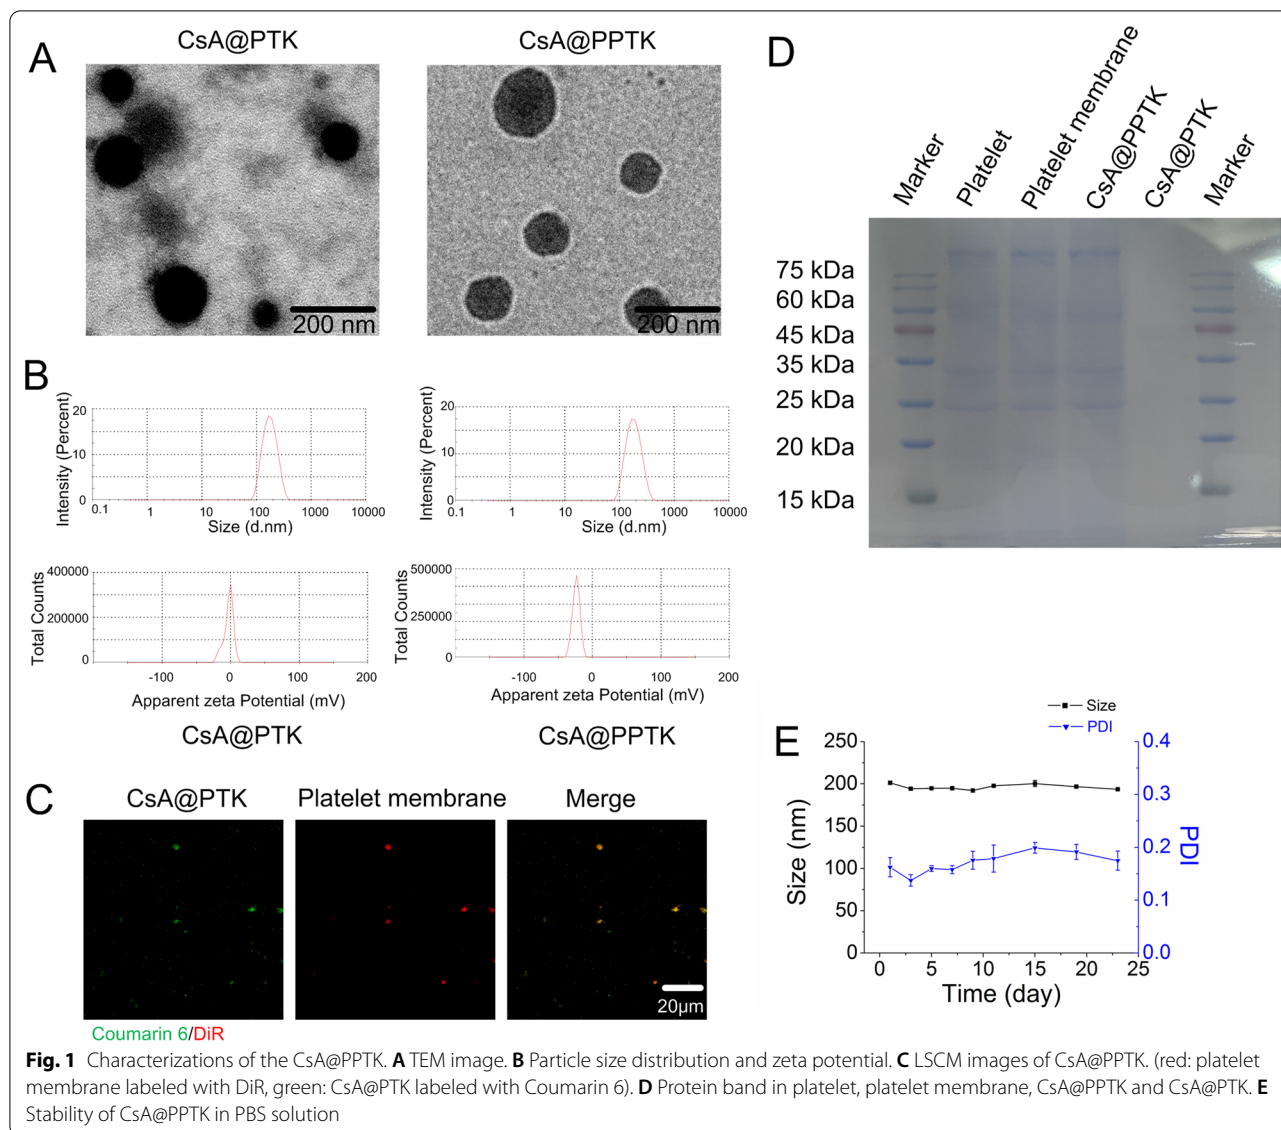 A
CsA@PTK
CsA@PPTK
200 nm
200 nm
B
Intensity (Percent)
20
10
0
0.1 1 10 100 1000 10000
Size (d.nm)
Intensity (Percent)
20
10
0
0.1 1 10 100 1000 10000
Size (d.nm)
Total Counts
400000
200000
0
-100 0 100 200
Apparent zeta Potential (mV)
CsA@PTK
Total Counts
500000
250000
0
-100 0 100 200
Apparent zeta Potential (mV)
CsA@PPTK
C
CsA@PTK
Platelet membrane
Merge
20μm
Coumarin 6/DiR
D
Marker
Platelet
Platelet membrane
CsA@PPTK
CsA@PTK
Marker
75 kDa
60 kDa
45 kDa
35 kDa
25 kDa
20 kDa
15 kDa
E
Size
PDI
Size (nm)
250
200
150
100
50
0
0 5 10 15 20 25
Time (day)
0.4
0.3
0.2
0.1
0.0
PDI
Fig. 1 Characterizations of the CsA@PPTK. A TEM image. B Particle size distribution and zeta potential. C LSCM images of CsA@PPTK. (red: platelet
membrane labeled with DiR, green: CsA@PTK labeled with Coumarin 6). D Protein band in platelet, platelet membrane, CsA@PPTK and CsA@PTK. E
Stability of CsA@PPTK in PBS solution